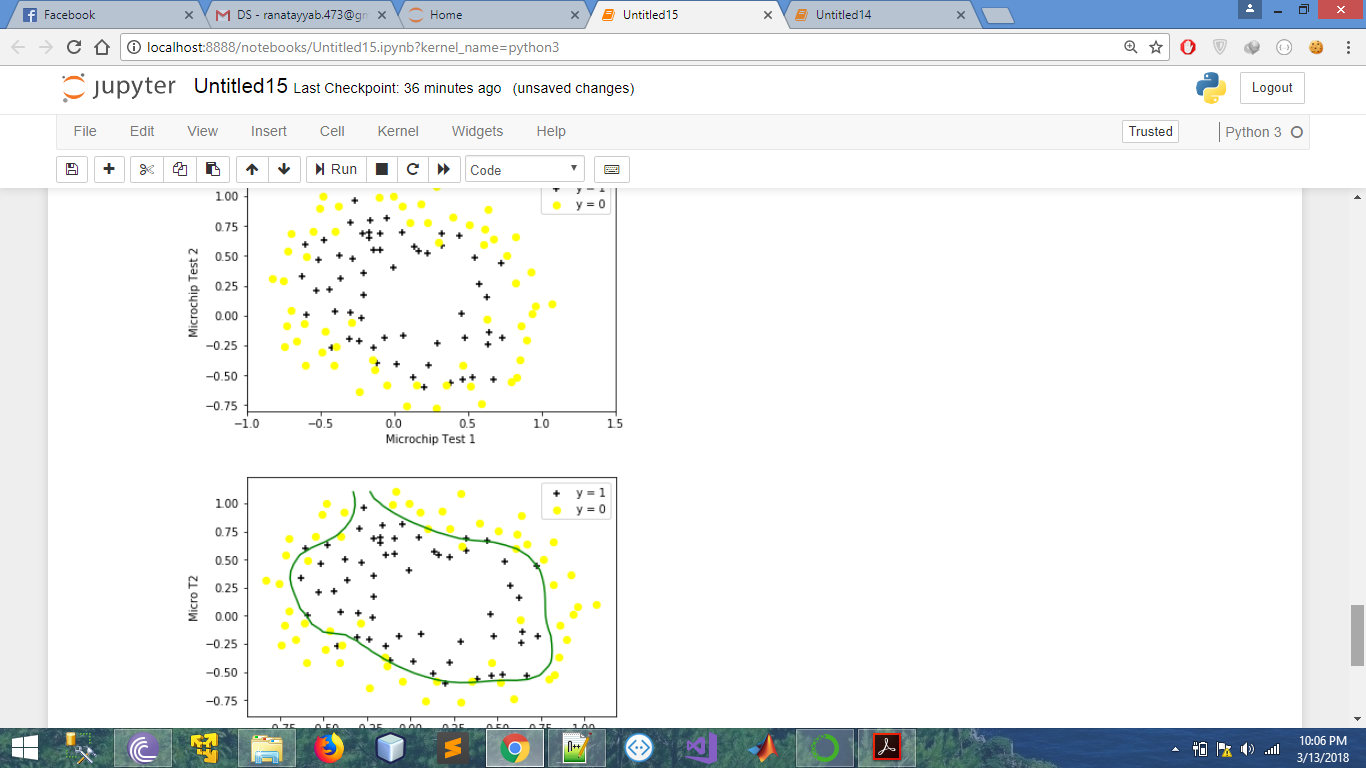 Facebook
DS - ranatayyab.473@gn
Home
Untitled15
Untitled14
localhost:8888/notebooks/Untitled15.ipynb?kernel_name=python3
jupyter Untitled15 Last Checkpoint: 36 minutes ago (unsaved changes)
Logout
File Edit View Insert Cell Kernel Widgets Help
Trusted
Python 3
Run
Code
y = 1
y = 0
1.00
0.75
0.50
0.25
0.00
−0.25
−0.50
−0.75
Microchip Test 2
−1.0 −0.5 0.0 0.5 1.0 1.5
Microchip Test 1
y = 1
y = 0
1.00
0.75
0.50
0.25
0.00
−0.25
−0.50
−0.75
Micro T2
−0.75 −0.50 −0.25 0.00 0.25 0.50 0.75 1.00
10:06 PM
3/13/2018